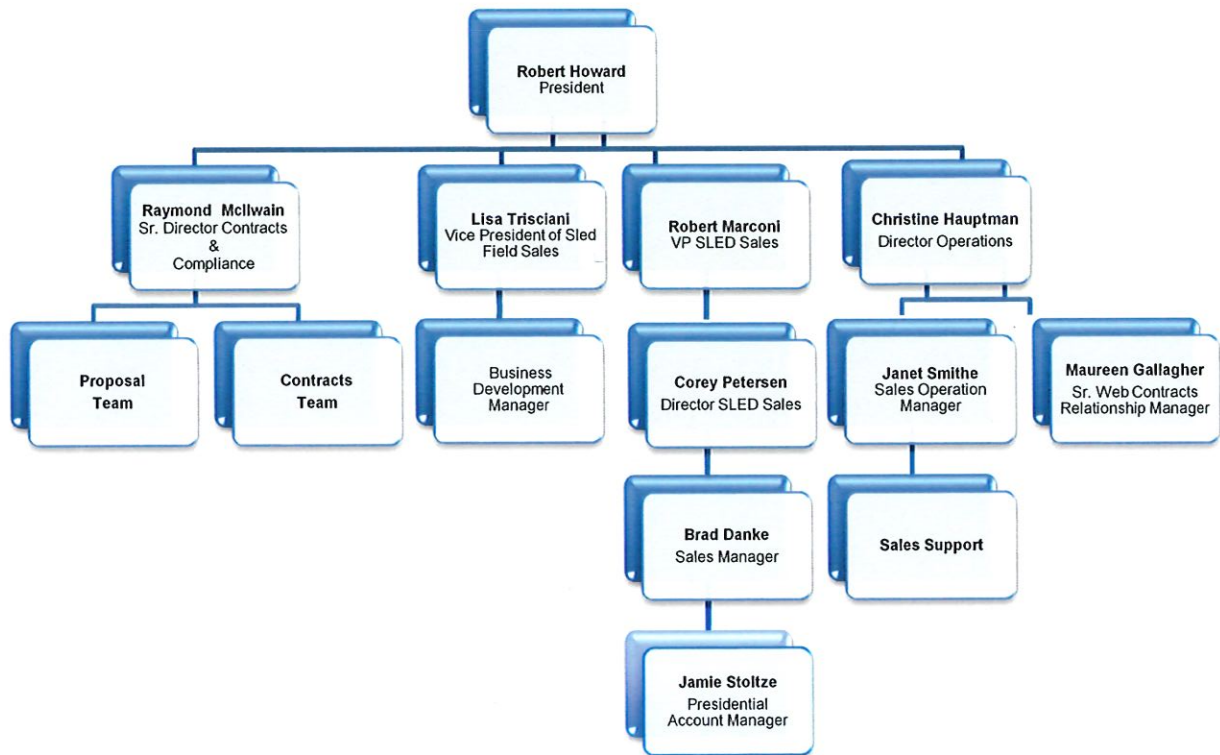 Robert Howard
President
Raymond McIlwain
Sr. Director Contracts
&
Compliance
Lisa Trisciani
Vice President of Sled
Field Sales
Robert Marconi
VP SLED Sales
Christine Hauptman
Director Operations
Proposal
Team
Contracts
Team
Business
Development
Manager
Corey Petersen
Director SLED Sales
Janet Smithe
Sales Operation
Manager
Maureen Gallagher
Sr. Web Contracts
Relationship Manager
Brad Danke
Sales Manager
Sales Support
Jamie Stoltze
Presidential
Account Manager